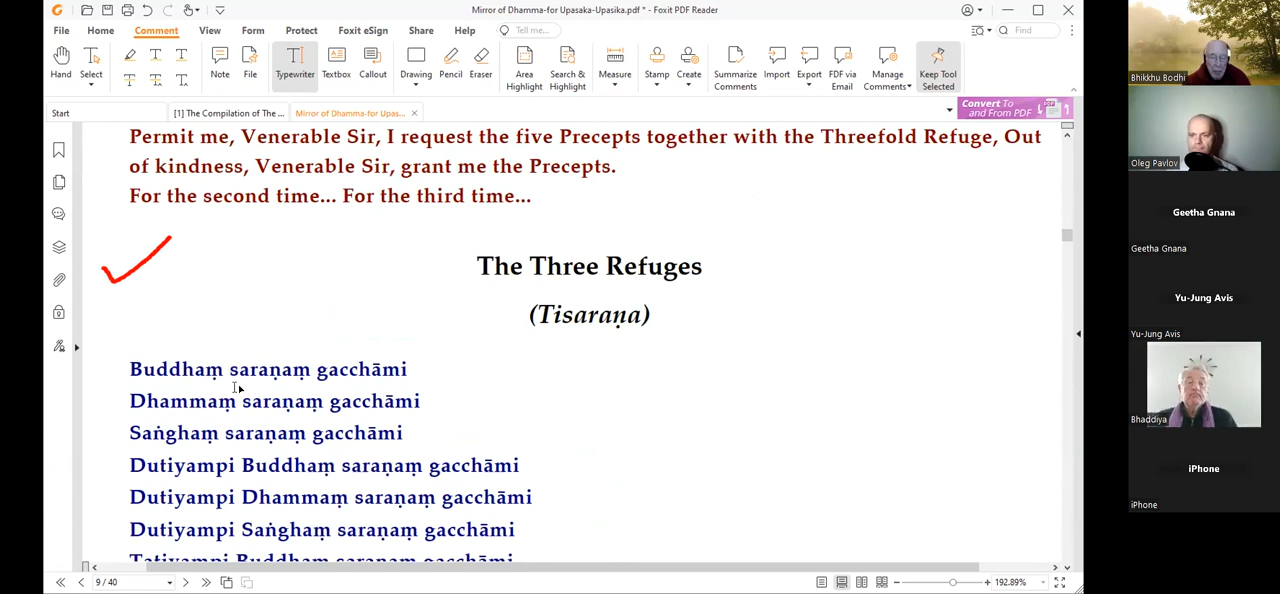 Mirror of Dhamma-for Upasaka-Upasika.pdf * - Foxit PDF Reader
File Home Comment View Form Protect Foxit eSign Share Help Tell me... Find
Hand Select Note File Typewriter Textbox Callout Drawing Pencil Eraser Area Highlight Search & Highlight Measure Stamp Create Summarize Comments Import Export FDF via Email Manage Comments Keep Tool Selected
Start [1] The Compilation of The ... Mirror of Dhamma-for Upas... Convert To and From PDF
Permit me, Venerable Sir, I request the five Precepts together with the Threefold Refuge, Out
of kindness, Venerable Sir, grant me the Precepts.
For the second time... For the third time...
The Three Refuges
(Tisaraṇa)
Buddhaṃ saraṇaṃ gacchāmi
Dhammaṃ saraṇaṃ gacchāmi
Saṅghaṃ saraṇaṃ gacchāmi
Dutiyampi Buddhaṃ saraṇaṃ gacchāmi
Dutiyampi Dhammaṃ saraṇaṃ gacchāmi
Dutiyampi Saṅghaṃ saraṇaṃ gacchāmi
Tatiyampi Buddhaṃ saraṇaṃ gacchāmi
9 / 40 192.89%
Bhikkhu Bodhi
Oleg Pavlov
Geetha Gnana
Geetha Gnana
Yu-Jung Avis
Yu-Jung Avis
Bhaddiya
iPhone
iPhone